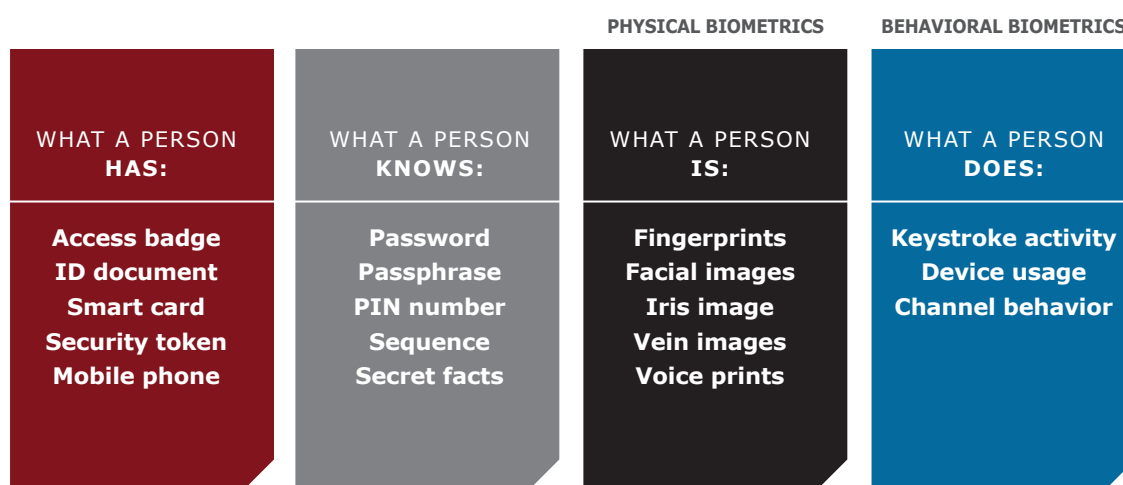 PHYSICAL BIOMETRICS
BEHAVIORAL BIOMETRICS
WHAT A PERSON
HAS:
Access badge
ID document
Smart card
Security token
Mobile phone
WHAT A PERSON
KNOWS:
Password
Passphrase
PIN number
Sequence
Secret facts
WHAT A PERSON
IS:
Fingerprints
Facial images
Iris image
Vein images
Voice prints
WHAT A PERSON
DOES:
Keystroke activity
Device usage
Channel behavior